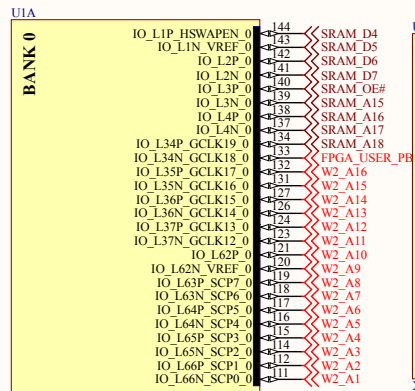 U1A
BANK 0
IO_L1P_HSWAPEN_0 144 SRAM_D4
IO_L1N_VREF_0 143 SRAM_D5
IO_L2P_0 142 SRAM_D6
IO_L2N_0 141 SRAM_D7
IO_L3P_0 140 SRAM_OE#
IO_L3N_0 139 SRAM_A15
IO_L4P_0 138 SRAM_A16
IO_L4N_0 137 SRAM_A17
IO_L34P_GCLK19_0 134 SRAM_A18
IO_L34N_GCLK18_0 133 FPGA_USER_PB
IO_L35P_GCLK17_0 132 W2_A16
IO_L35N_GCLK16_0 131 W2_A15
IO_L36P_GCLK15_0 127 W2_A14
IO_L36N_GCLK14_0 126 W2_A13
IO_L37P_GCLK13_0 124 W2_A12
IO_L37N_GCLK12_0 123 W2_A11
IO_L62P_0 121 W2_A10
IO_L62N_VREF_0 120 W2_A9
IO_L63P_SCP7_0 119 W2_A8
IO_L63N_SCP6_0 118 W2_A7
IO_L64P_SCP5_0 117 W2_A6
IO_L64N_SCP4_0 116 W2_A5
IO_L65P_SCP3_0 115 W2_A4
IO_L65N_SCP2_0 114 W2_A3
IO_L66P_SCP1_0 112 W2_A2
IO_L66N_SCP0_0 111 W2_A1